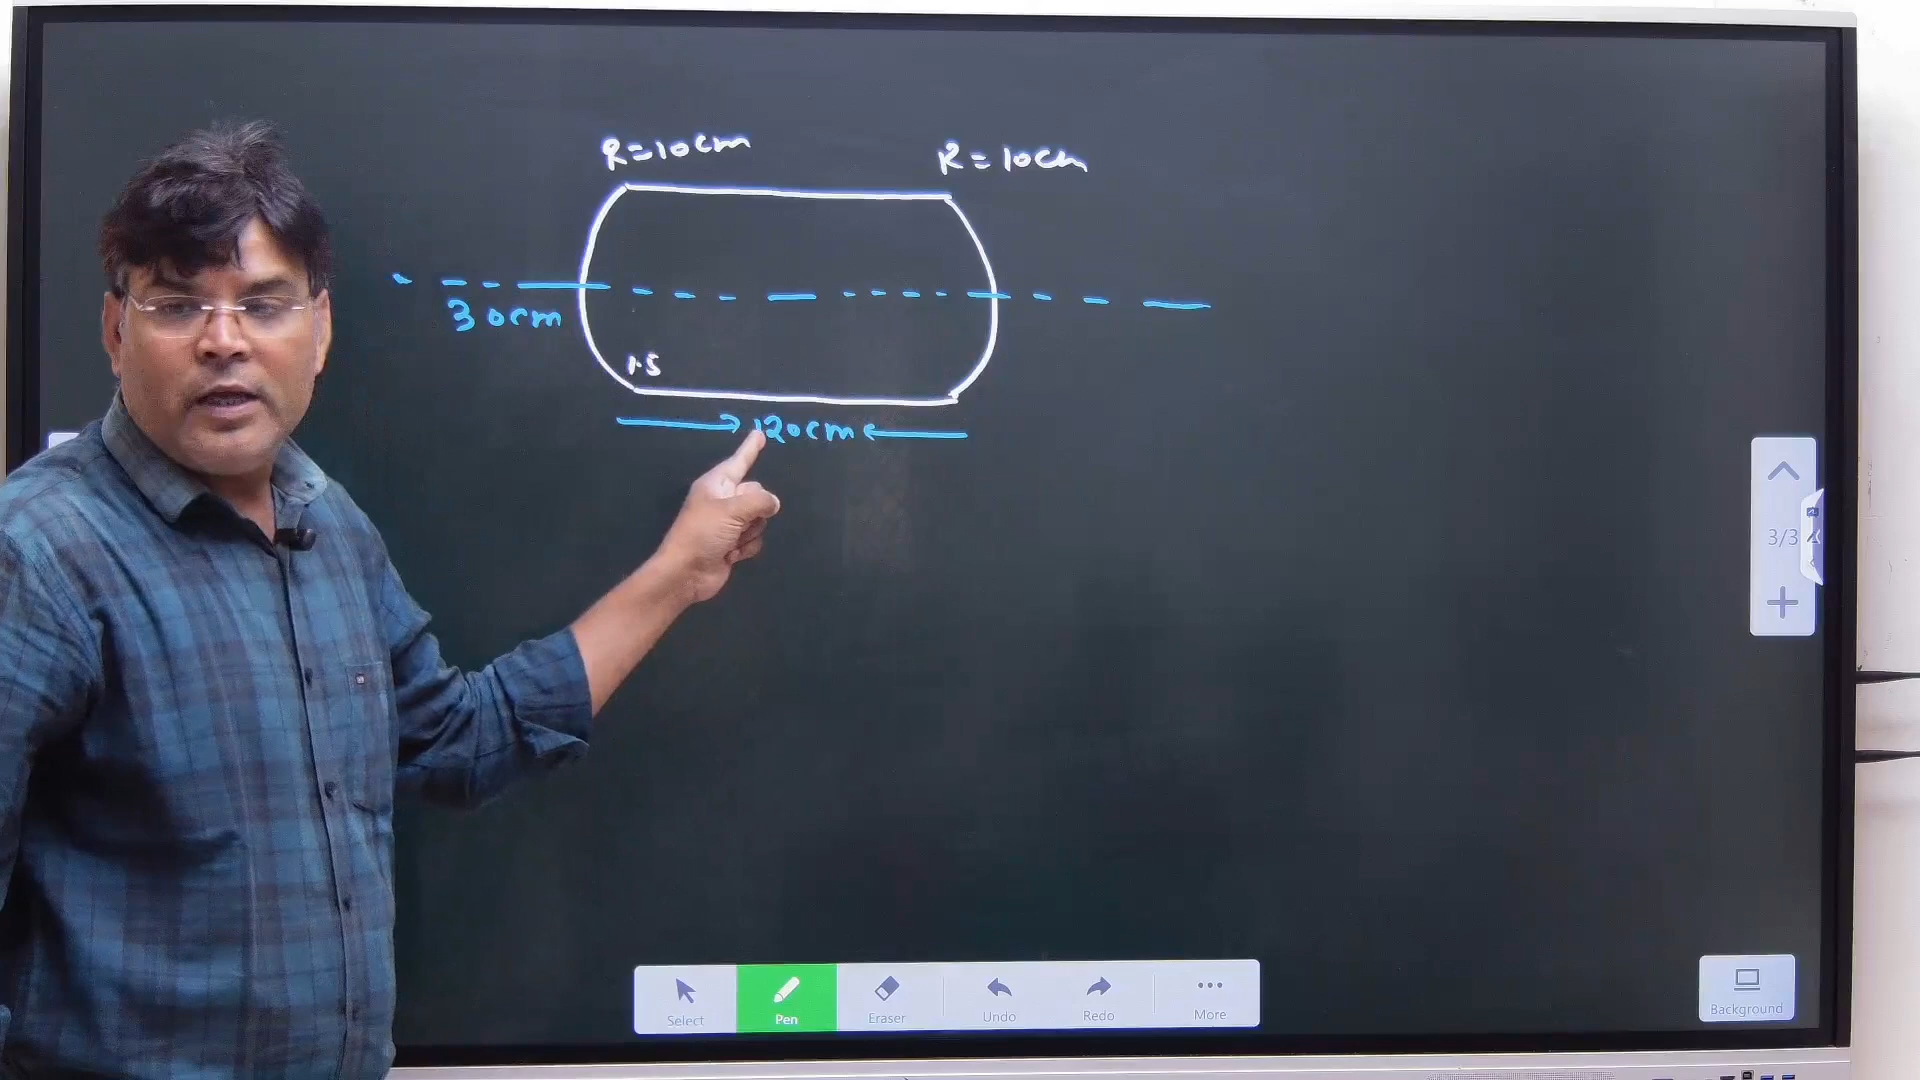 R=10cm
R=10cm
30cm
1.5
120cm
3/3
Select
Pen
Eraser
Undo
Redo
More
Background